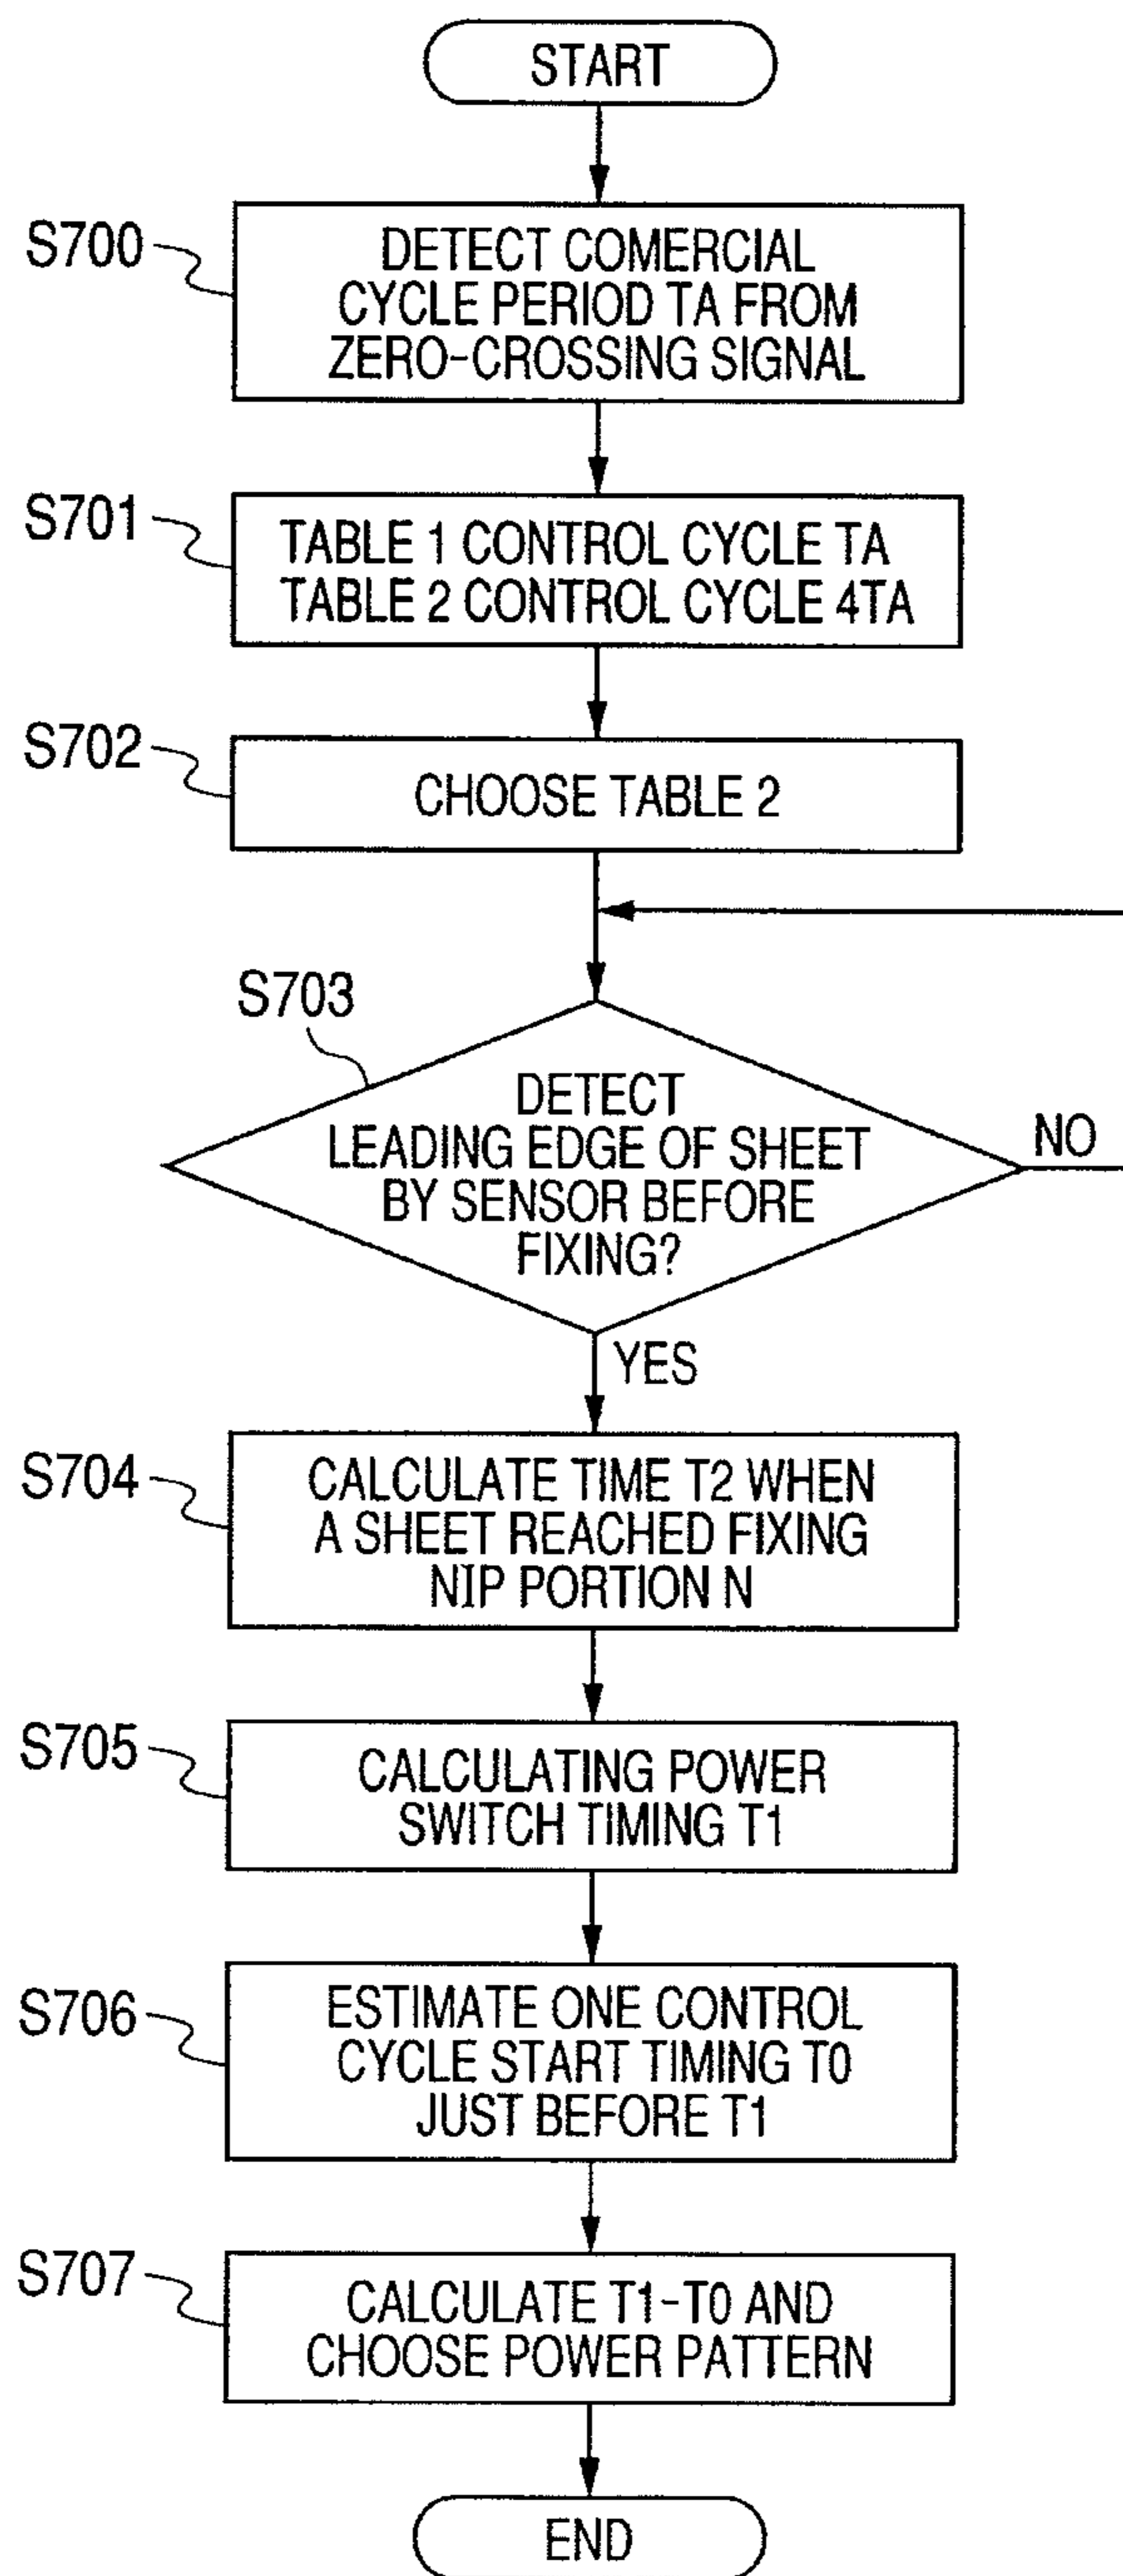 START
S700
DETECT COMERCIAL
CYCLE PERIOD TA FROM
ZERO-CROSSING SIGNAL
S701
TABLE 1 CONTROL CYCLE TA
TABLE 2 CONTROL CYCLE 4TA
S702
CHOOSE TABLE 2
S703
DETECT
LEADING EDGE OF SHEET
BY SENSOR BEFORE
FIXING?
NO
YES
S704
CALCULATE TIME T2 WHEN
A SHEET REACHED FIXING
NIP PORTION N
S705
CALCULATING POWER
SWITCH TIMING T1
S706
ESTIMATE ONE CONTROL
CYCLE START TIMING T0
JUST BEFORE T1
S707
CALCULATE T1-T0 AND
CHOOSE POWER PATTERN
END